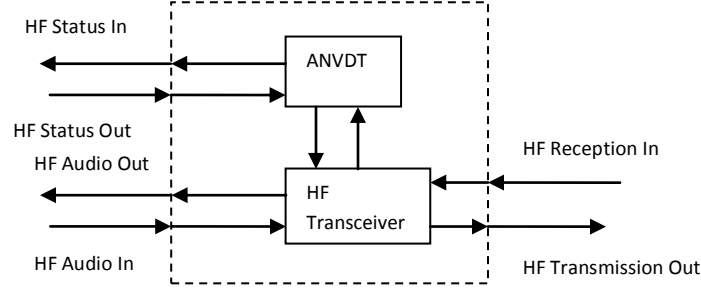 HF Status In
ANVDT
HF Status Out
HF Audio Out
HF Reception In
HF
Transceiver
HF Audio In
HF Transmission Out